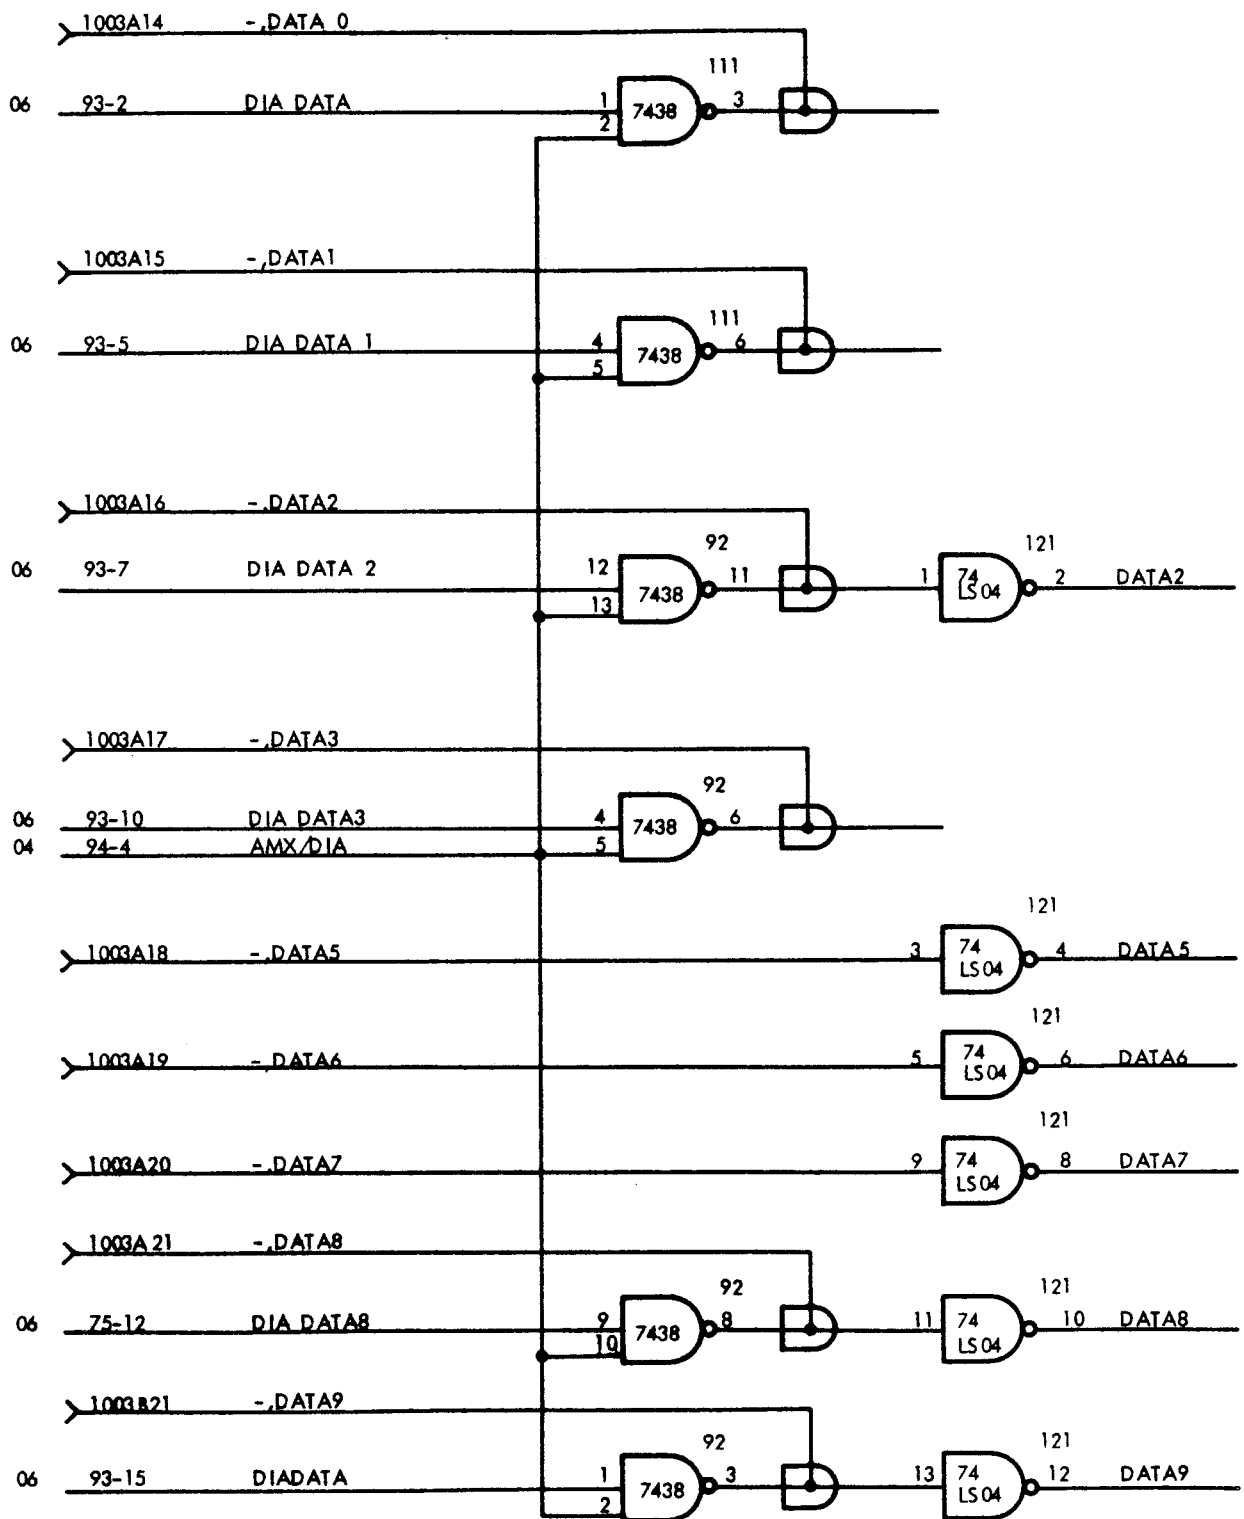 1003A14 -,DATA 0
111
06 93-2 DIA DATA 1 7438 3
2
1003A15 -,DATA1
111
06 93-5 DIA DATA 1 4 7438 6
5
1003A16 -,DATA2
92 121
06 93-7 DIA DATA 2 12 7438 11 1 74 LS04 2 DATA2
13
1003A17 -,DATA3
92
06 93-10 DIA DATA3 4 7438 6
04 94-4 AMX/DIA 5
121
1003A18 -,DATA5 3 74 LS04 4 DATA5
121
1003A19 -,DATA6 5 74 LS04 6 DATA6
121
1003A20 -,DATA7 9 74 LS04 8 DATA7
1003A21 -,DATA8
92 121
06 75-12 DIA DATA8 9 7438 8 11 74 LS04 10 DATA8
10
1003B21 -,DATA9
92 121
06 93-15 DIADATA 1 7438 3 13 74 LS04 12 DATA9
2